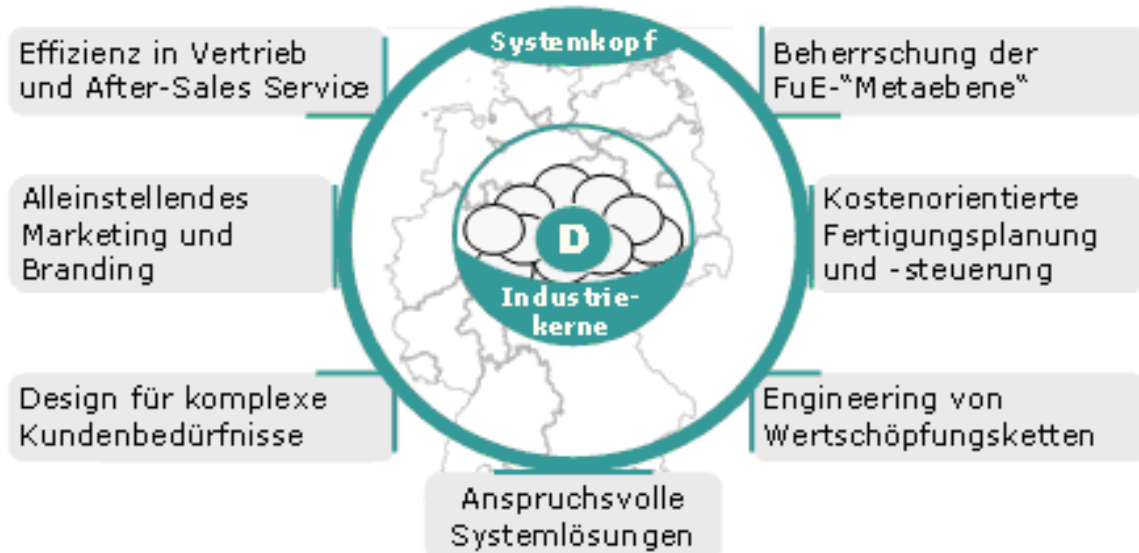 Systemkopf
Effizienz in Vertrieb
und After-Sales Service
Beherrschung der
FuE-“Metaebene“
Alleinstellendes
Marketing und
Branding
D
Industrie-
kerne
Kostenorientierte
Fertigungsplanung
und -steuerung
Design für komplexe
Kundenbedürfnisse
Engineering von
Wertschöpfungsketten
Anspruchsvolle
Systemlösungen